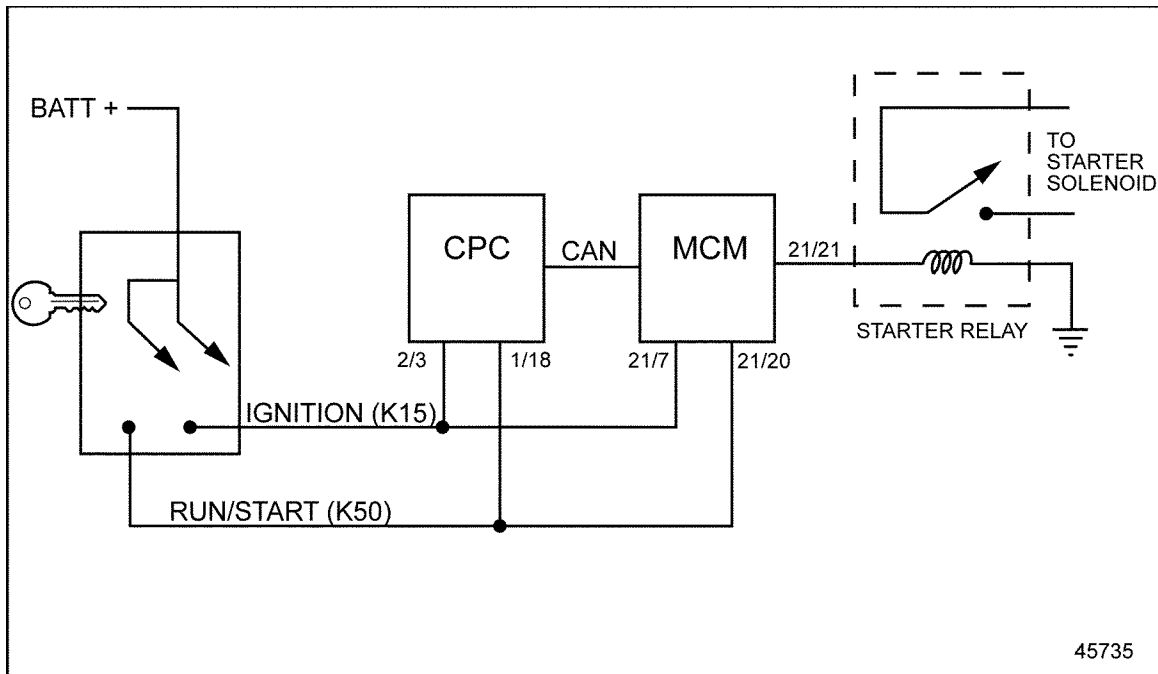 BATT +
TO
STARTER
SOLENOID
CPC
CAN
MCM
21/21
STARTER RELAY
2/3
1/18
21/7
21/20
IGNITION (K15)
RUN/START (K50)
45735